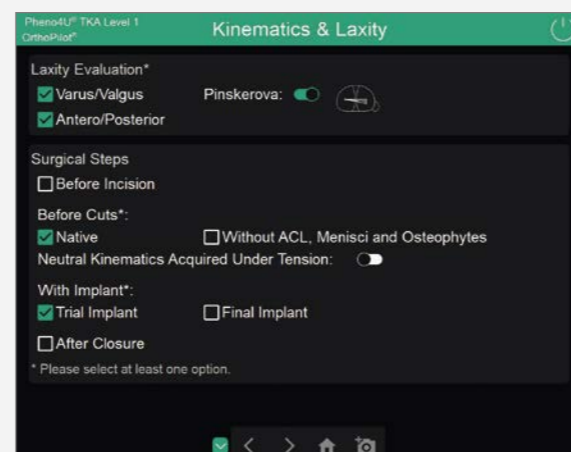 Pheno4U® TKA Level 1
OrthoPilot®
Kinematics & Laxity
Laxity Evaluation*
Varus/Valgus Pinskerova:
Antero/Posterior
Surgical Steps
Before Incision
Before Cuts*:
Native Without ACL, Menisci and Osteophytes
Neutral Kinematics Acquired Under Tension:
With Implant*:
Trial Implant Final Implant
After Closure
* Please select at least one option.